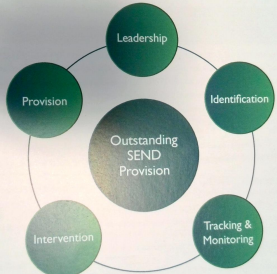 Leadership
Provision
Identification
Outstanding
SEND
Provision
Intervention
Tracking &
Monitoring